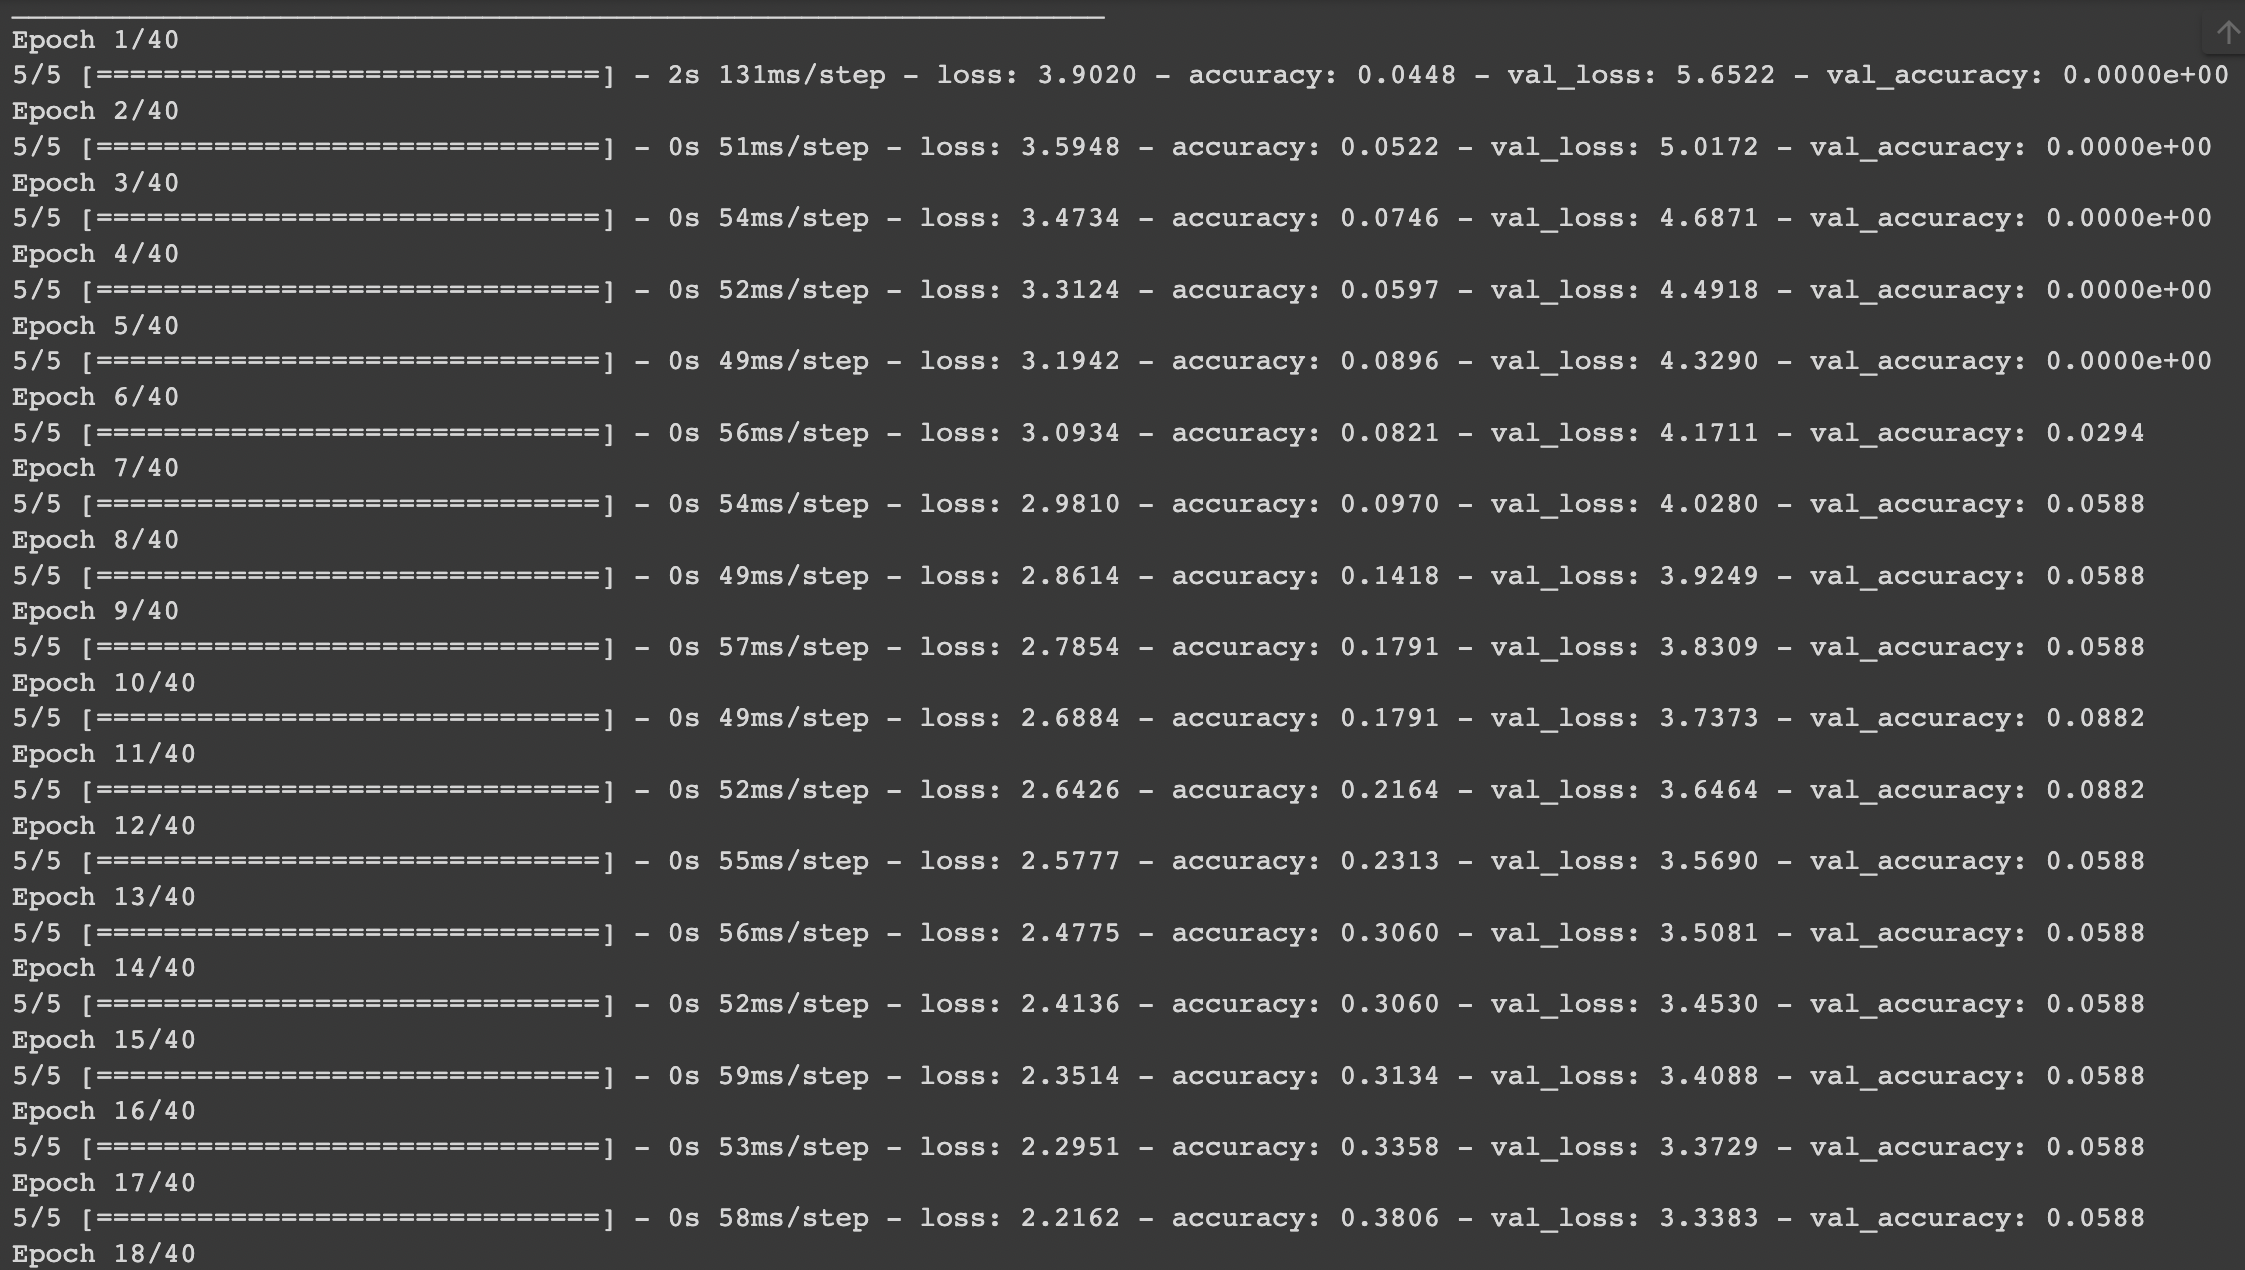 _________________________________________________________________
Epoch 1/40
5/5 [==============================] - 2s 131ms/step - loss: 3.9020 - accuracy: 0.0448 - val_loss: 5.6522 - val_accuracy: 0.0000e+00
Epoch 2/40
5/5 [==============================] - 0s 51ms/step - loss: 3.5948 - accuracy: 0.0522 - val_loss: 5.0172 - val_accuracy: 0.0000e+00
Epoch 3/40
5/5 [==============================] - 0s 54ms/step - loss: 3.4734 - accuracy: 0.0746 - val_loss: 4.6871 - val_accuracy: 0.0000e+00
Epoch 4/40
5/5 [==============================] - 0s 52ms/step - loss: 3.3124 - accuracy: 0.0597 - val_loss: 4.4918 - val_accuracy: 0.0000e+00
Epoch 5/40
5/5 [==============================] - 0s 49ms/step - loss: 3.1942 - accuracy: 0.0896 - val_loss: 4.3290 - val_accuracy: 0.0000e+00
Epoch 6/40
5/5 [==============================] - 0s 56ms/step - loss: 3.0934 - accuracy: 0.0821 - val_loss: 4.1711 - val_accuracy: 0.0294
Epoch 7/40
5/5 [==============================] - 0s 54ms/step - loss: 2.9810 - accuracy: 0.0970 - val_loss: 4.0280 - val_accuracy: 0.0588
Epoch 8/40
5/5 [==============================] - 0s 49ms/step - loss: 2.8614 - accuracy: 0.1418 - val_loss: 3.9249 - val_accuracy: 0.0588
Epoch 9/40
5/5 [==============================] - 0s 57ms/step - loss: 2.7854 - accuracy: 0.1791 - val_loss: 3.8309 - val_accuracy: 0.0588
Epoch 10/40
5/5 [==============================] - 0s 49ms/step - loss: 2.6884 - accuracy: 0.1791 - val_loss: 3.7373 - val_accuracy: 0.0882
Epoch 11/40
5/5 [==============================] - 0s 52ms/step - loss: 2.6426 - accuracy: 0.2164 - val_loss: 3.6464 - val_accuracy: 0.0882
Epoch 12/40
5/5 [==============================] - 0s 55ms/step - loss: 2.5777 - accuracy: 0.2313 - val_loss: 3.5690 - val_accuracy: 0.0588
Epoch 13/40
5/5 [==============================] - 0s 56ms/step - loss: 2.4775 - accuracy: 0.3060 - val_loss: 3.5081 - val_accuracy: 0.0588
Epoch 14/40
5/5 [==============================] - 0s 52ms/step - loss: 2.4136 - accuracy: 0.3060 - val_loss: 3.4530 - val_accuracy: 0.0588
Epoch 15/40
5/5 [==============================] - 0s 59ms/step - loss: 2.3514 - accuracy: 0.3134 - val_loss: 3.4088 - val_accuracy: 0.0588
Epoch 16/40
5/5 [==============================] - 0s 53ms/step - loss: 2.2951 - accuracy: 0.3358 - val_loss: 3.3729 - val_accuracy: 0.0588
Epoch 17/40
5/5 [==============================] - 0s 58ms/step - loss: 2.2162 - accuracy: 0.3806 - val_loss: 3.3383 - val_accuracy: 0.0588
Epoch 18/40